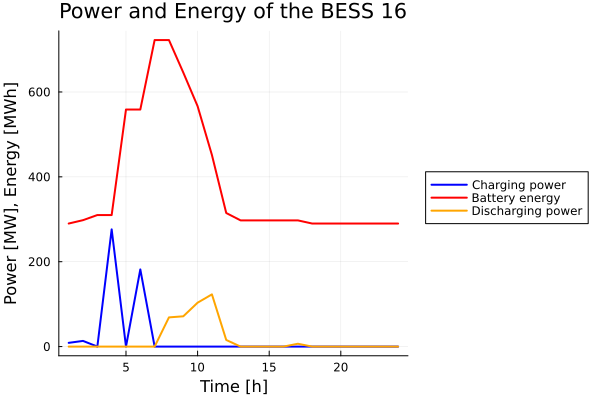 Power and Energy of the BESS 16
Power [MW], Energy [MWh]
600
400
200
0
5
10
15
20
Time [h]
Charging power
Battery energy
Discharging power